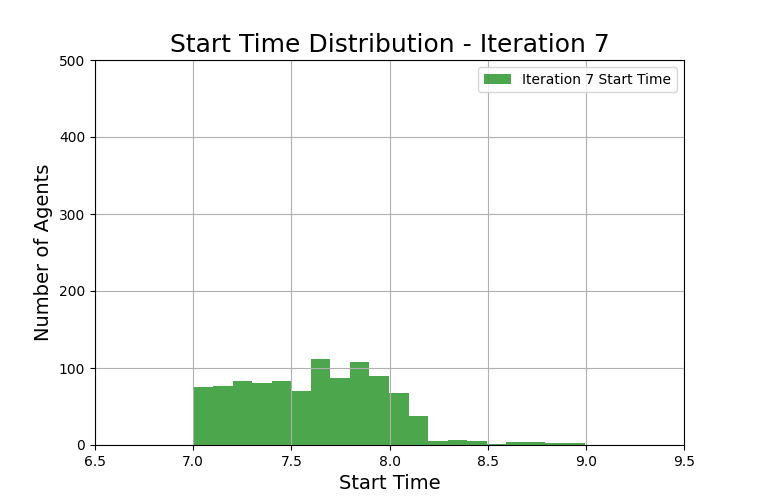 Start Time Distribution - Iteration 7
500
400
300
200
100
0
Number of Agents
Iteration 7 Start Time
6.5 7.0 7.5 8.0 8.5 9.0 9.5
Start Time